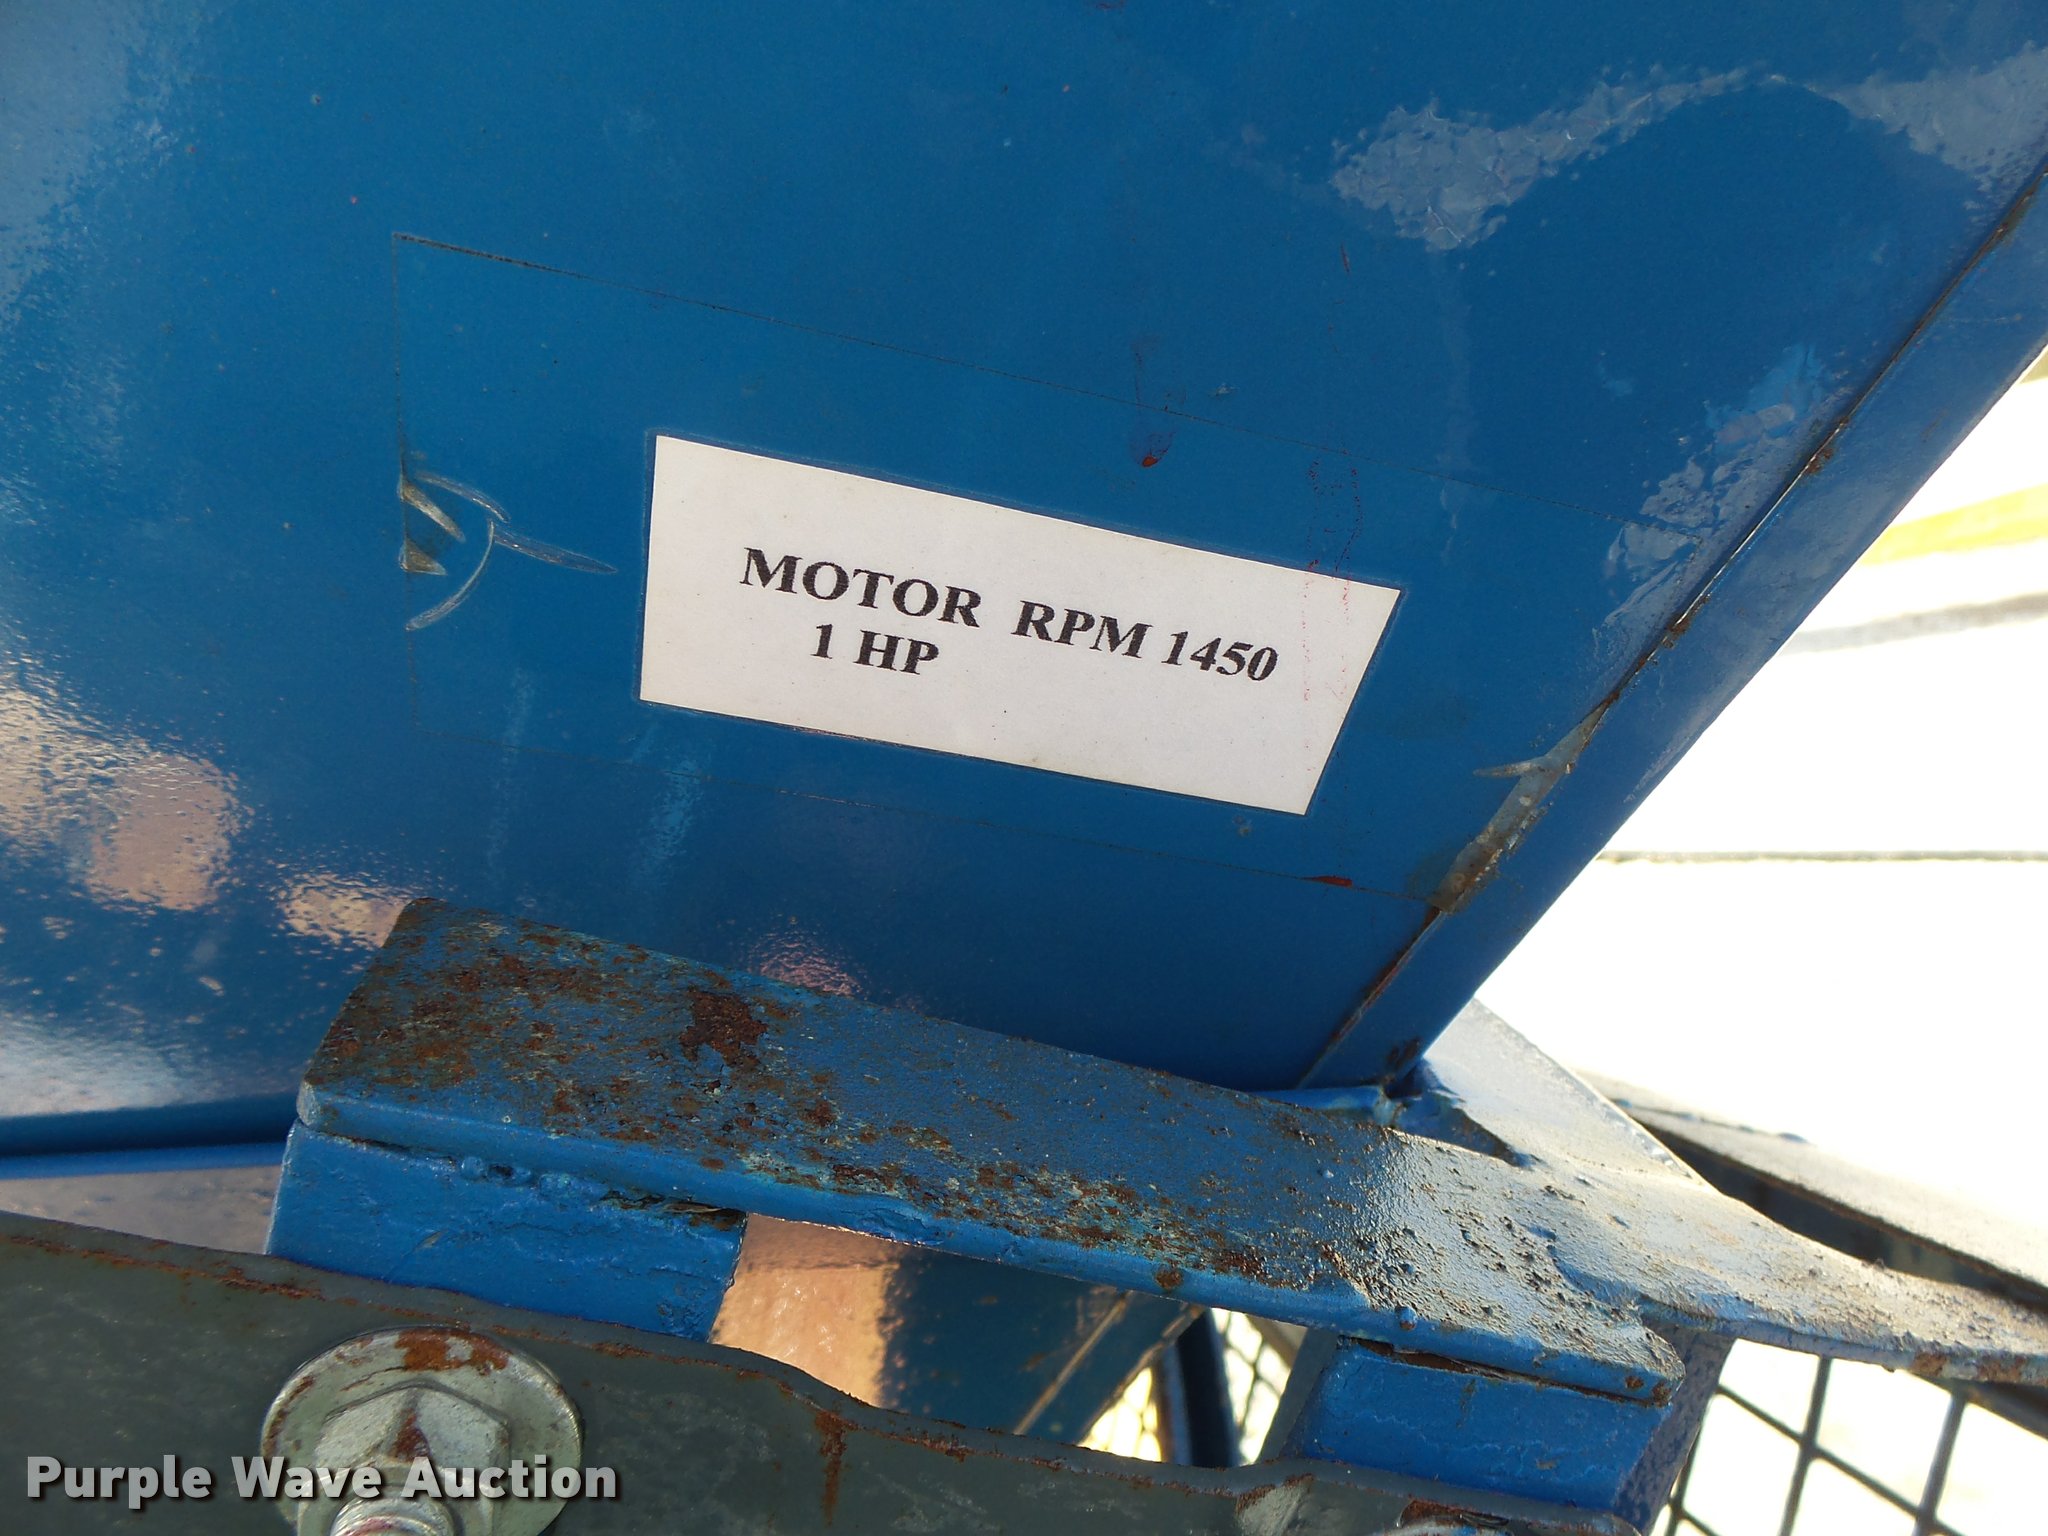 MOTOR RPM 1450
1 HP
Purple Wave Auction